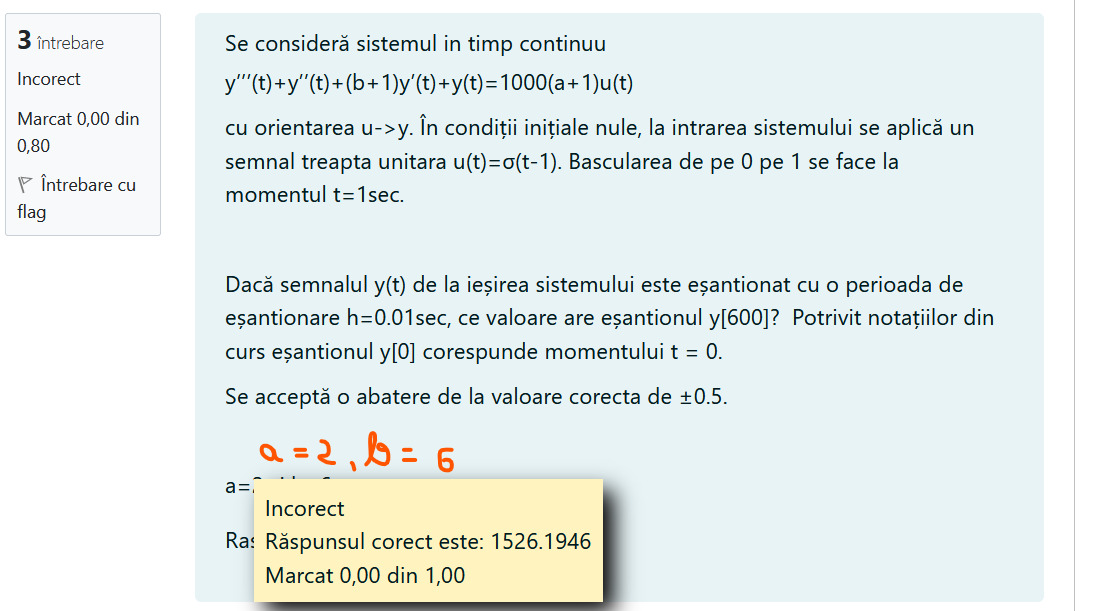 3 întrebare
Incorect
Marcat 0,00 din
0,80
Întrebare cu
flag
Se consideră sistemul in timp continuu
y’’’(t)+y’’(t)+(b+1)y’(t)+y(t)=1000(a+1)u(t)
cu orientarea u->y. În condiții inițiale nule, la intrarea sistemului se aplică un
semnal treapta unitara u(t)=σ(t-1). Bascularea de pe 0 pe 1 se face la
momentul t=1sec.
Dacă semnalul y(t) de la ieșirea sistemului este eșantionat cu o perioada de
eșantionare h=0.01sec, ce valoare are eșantionul y[600]? Potrivit notațiilor din
curs eșantionul y[0] corespunde momentului t = 0.
Se acceptă o abatere de la valoare corecta de ±0.5.
a = 2 , b = 6
a=
Incorect
Răspunsul corect este: 1526.1946
Marcat 0,00 din 1,00